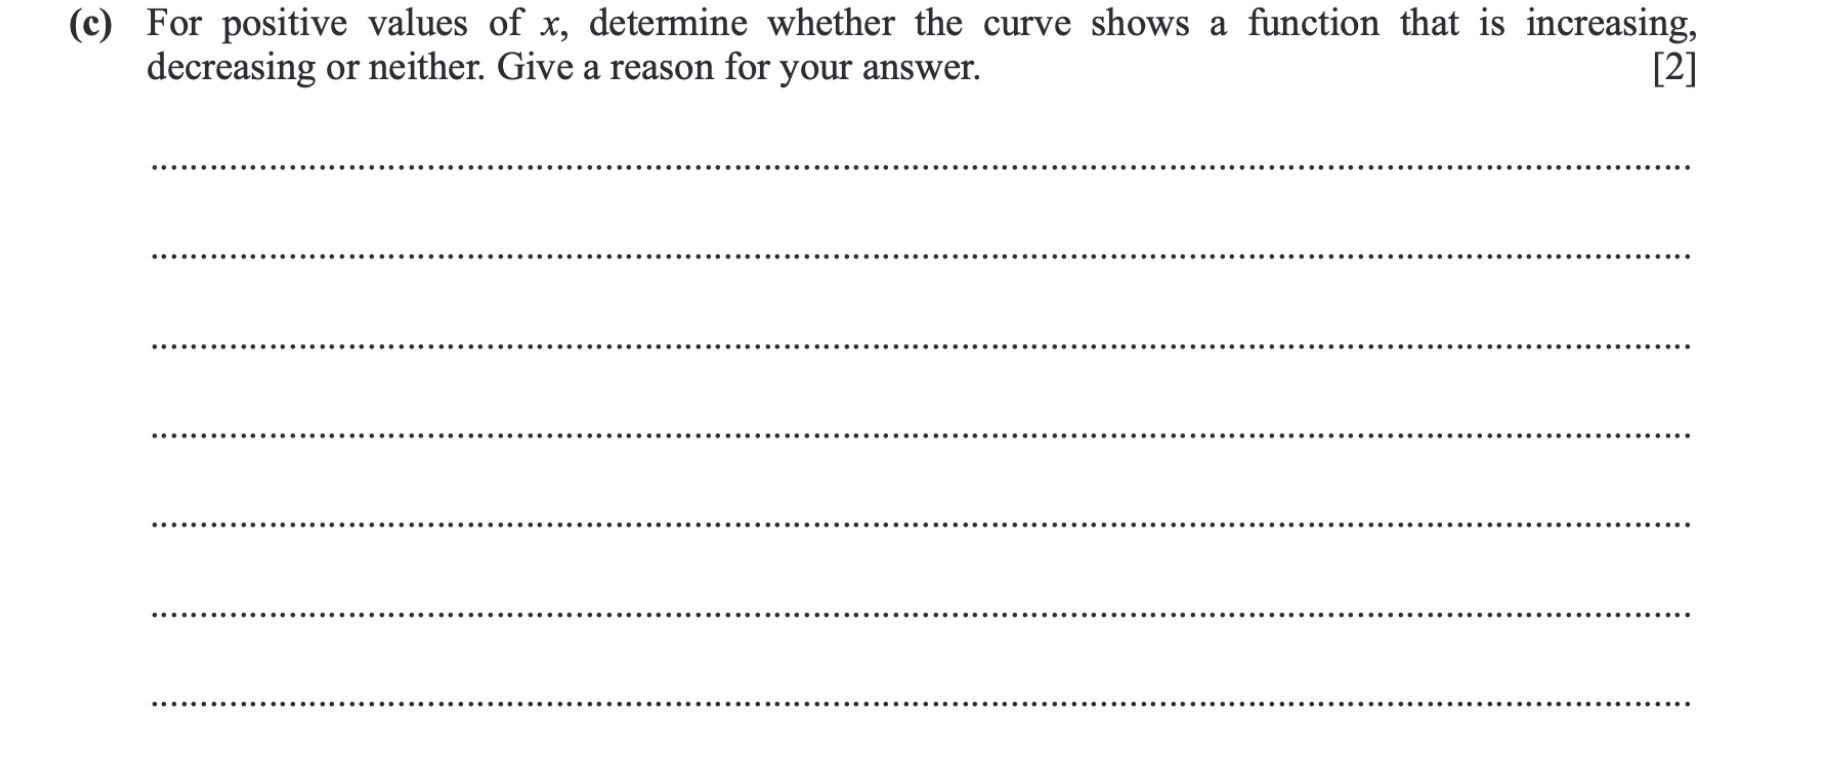 (c) For positive values of x, determine whether the curve shows a function that is increasing,
decreasing or neither. Give a reason for your answer. [2]